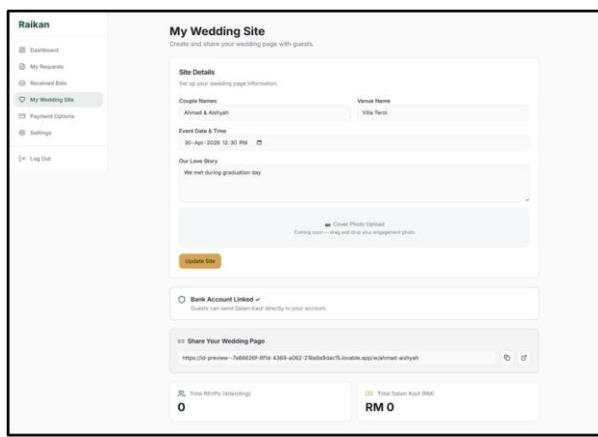 Raikan
Dashboard
My Requests
Received Bids
My Wedding Site
Payment Options
Settings
Log Out
My Wedding Site
Create and share your wedding page with guests.
Site Details
Set up your wedding page information.
Couple Names
Venue Name
Ahmad & Aishyah
Villa Teroi
Event Date & Time
30-Apr-2026 12:30 PM
Our Love Story
We met during graduation day
Cover Photo Upload
Coming soon — drag and drop your engagement photo
Update Site
Bank Account Linked ✓
Guests can send Salam Kaut directly to your account.
Share Your Wedding Page
Total RSVPs (Attending)
Total Salam Kaut (RM)
0
RM 0